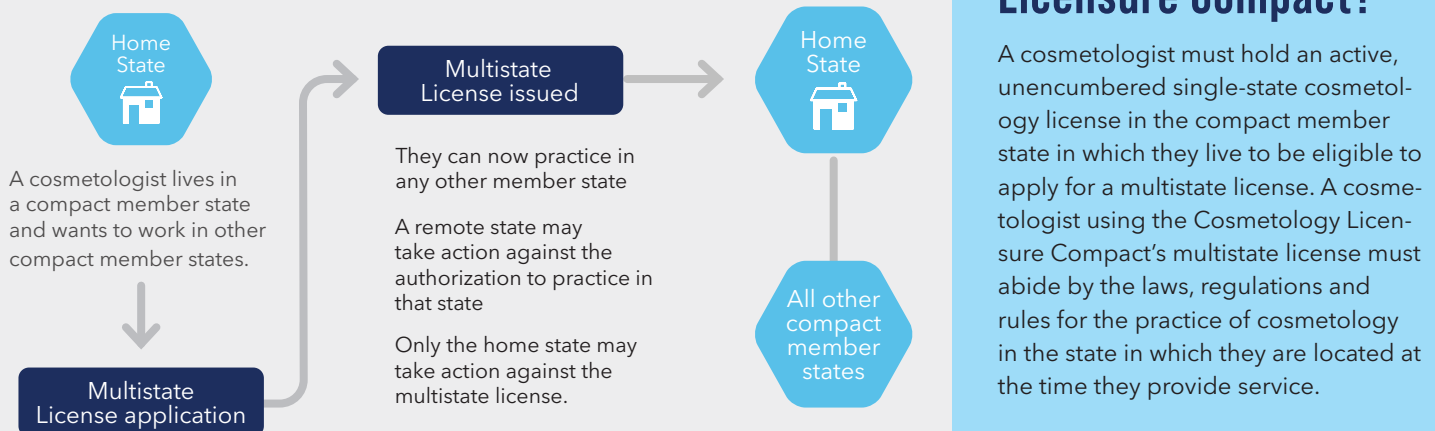 Home
State
A cosmetologist lives in
a compact member state
and wants to work in other
compact member states.
Multistate
License application
Multistate
License issued
They can now practice in
any other member state
A remote state may
take action against the
authorization to practice in
that state
Only the home state may
take action against the
multistate license.
Home
State
All other
compact
member
states
Licensure Compact?
A cosmetologist must hold an active,
unencumbered single-state cosmetol-
ogy license in the compact member
state in which they live to be eligible to
apply for a multistate license. A cosme-
tologist using the Cosmetology Licen-
sure Compact’s multistate license must
abide by the laws, regulations and
rules for the practice of cosmetology
in the state in which they are located at
the time they provide service.